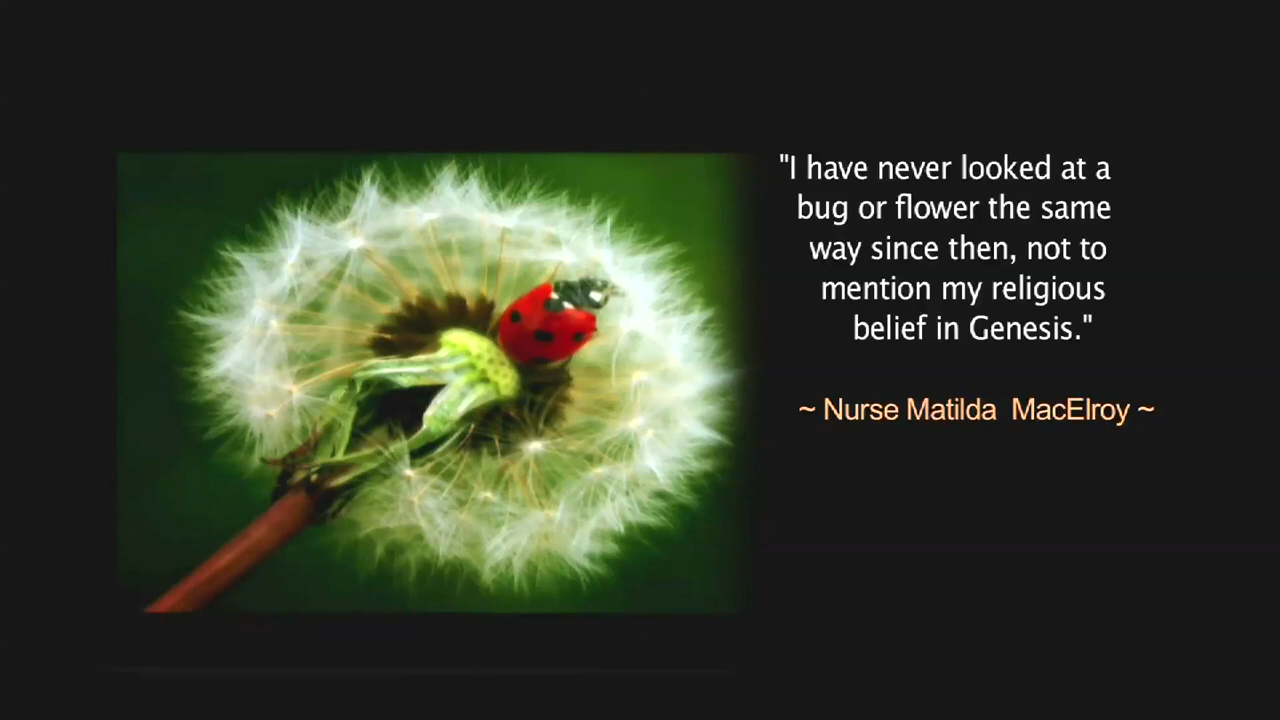 "I have never looked at a
bug or flower the same
way since then, not to
mention my religious
belief in Genesis."
~ Nurse Matilda MacElroy ~